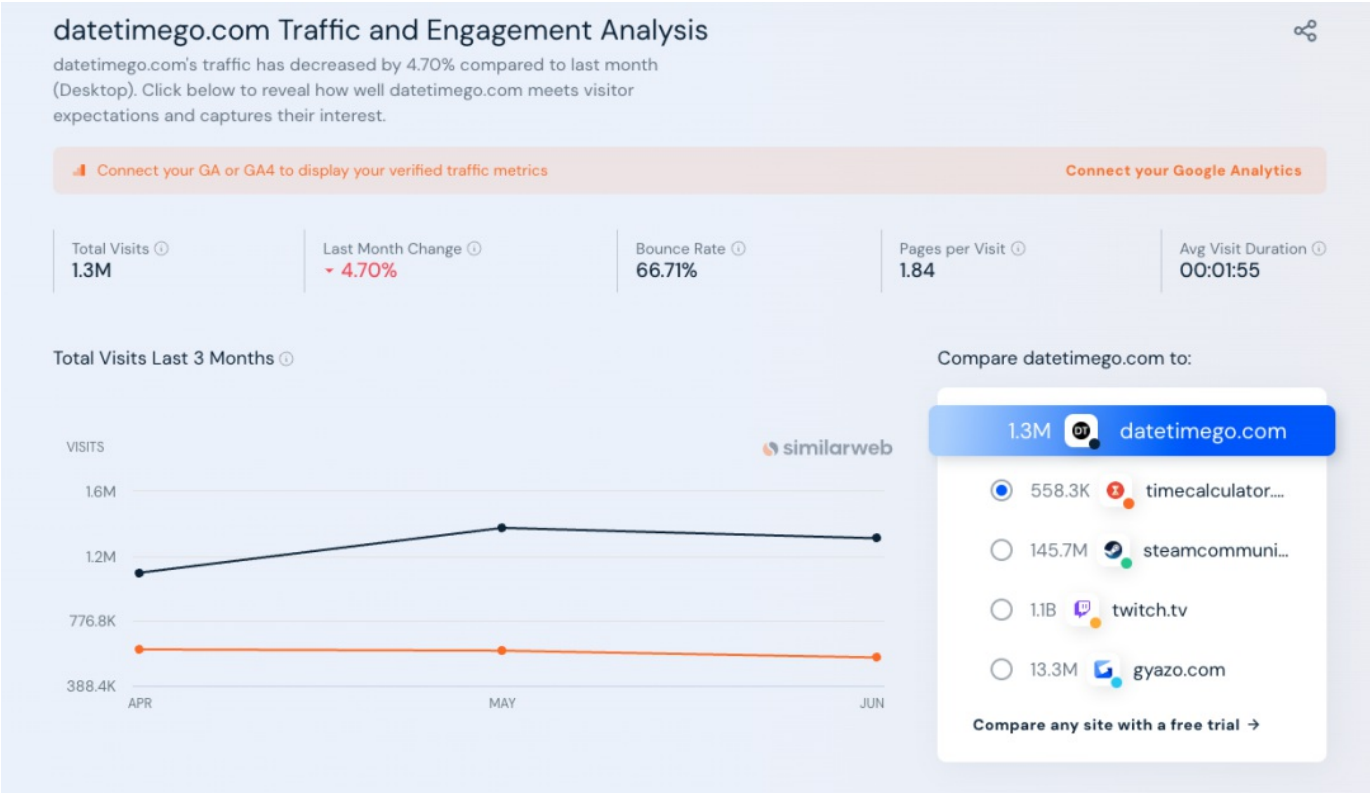 datetimego.com Traffic and Engagement Analysis
datetimego.com's traffic has decreased by 4.70% compared to last month
(Desktop). Click below to reveal how well datetimego.com meets visitor
expectations and captures their interest.
Connect your GA or GA4 to display your verified traffic metrics
Connect your Google Analytics
Total Visits
1.3M
Last Month Change
4.70%
Bounce Rate
66.71%
Pages per Visit
1.84
Avg Visit Duration
00:01:55
Total Visits Last 3 Months
VISITS
similarweb
1.6M
1.2M
776.8K
388.4K
APR MAY JUN
Compare datetimego.com to:
1.3M DT datetimego.com
558.3K timecalculator....
145.7M steamcommuni...
1.1B twitch.tv
13.3M gyazo.com
Compare any site with a free trial →